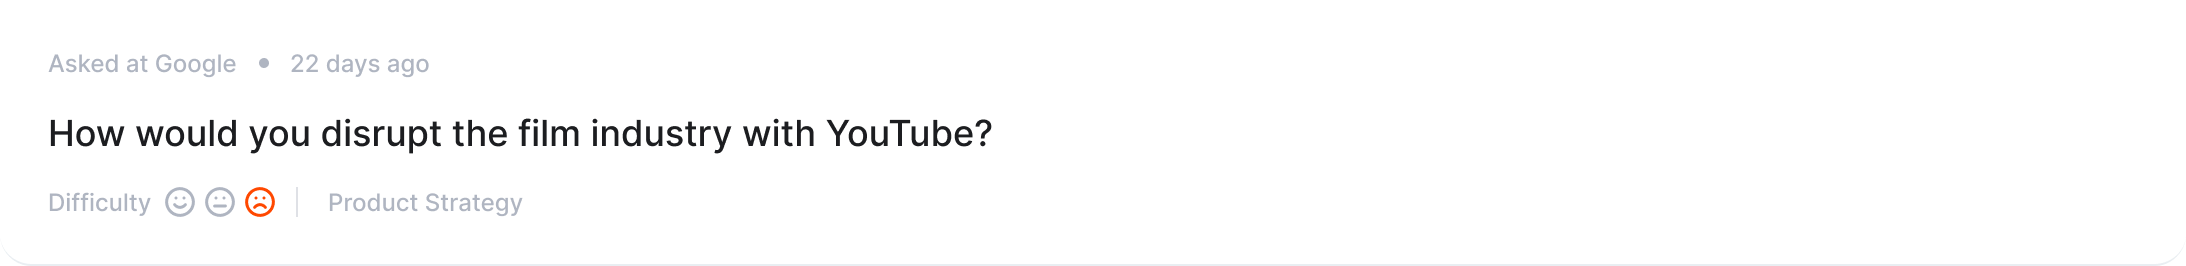 Asked at Google • 22 days ago
How would you disrupt the film industry with YouTube?
Difficulty Product Strategy